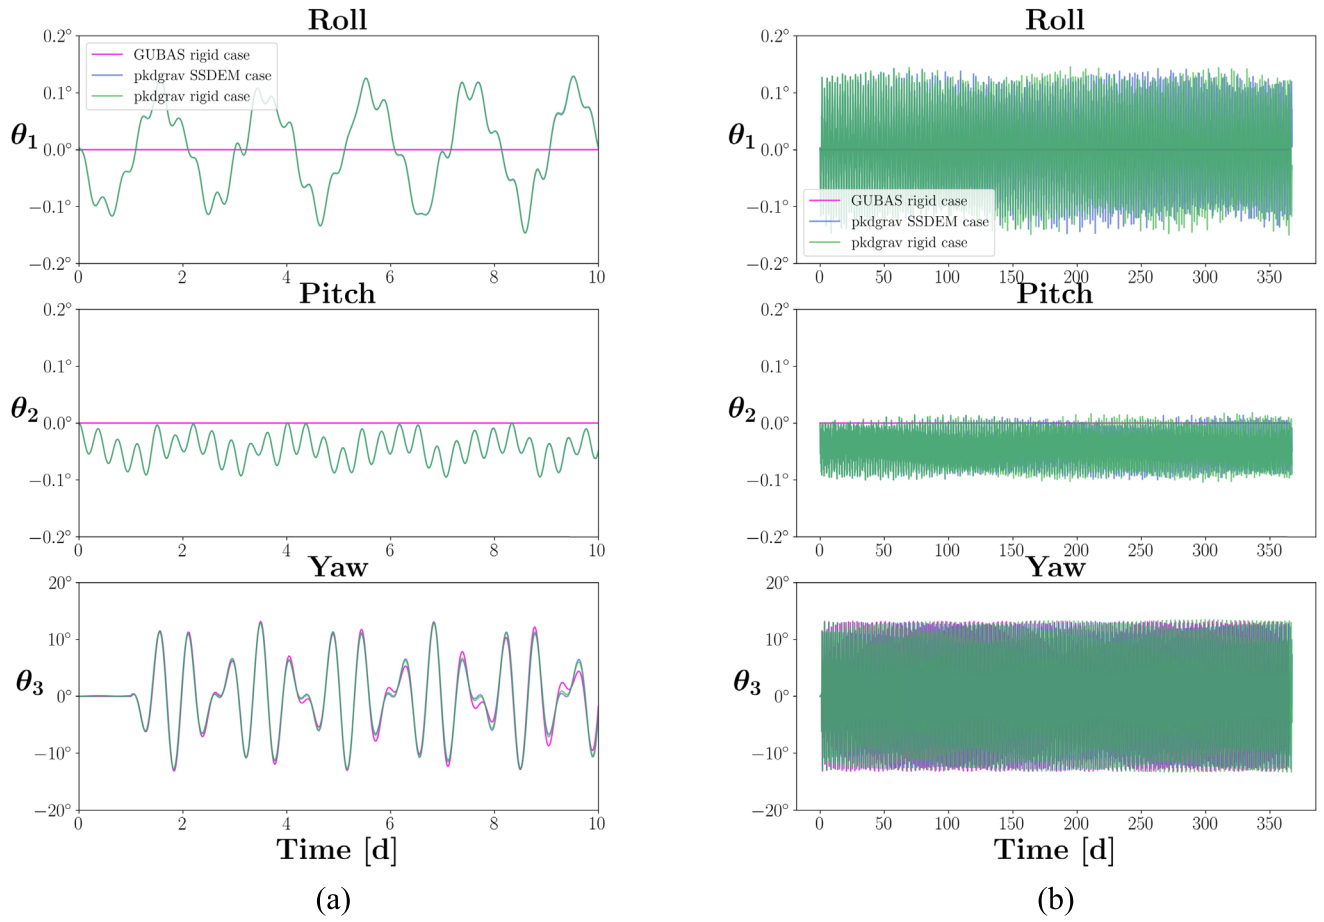 Roll
0.2°
0.1°
0.0°
−0.1°
−0.2°
θ1
GUBAS rigid case
pkdgrav SSDEM case
pkdgrav rigid case
0 2 4 6 8 10
Pitch
0.2°
0.1°
0.0°
−0.1°
−0.2°
θ2
0 2 4 6 8 10
Yaw
20°
10°
0°
−10°
−20°
θ3
0 2 4 6 8 10
Time [d]
(a)
Roll
0.2°
0.1°
0.0°
−0.1°
−0.2°
θ1
GUBAS rigid case
pkdgrav SSDEM case
pkdgrav rigid case
0 50 100 150 200 250 300 350
Pitch
0.2°
0.1°
0.0°
−0.1°
−0.2°
θ2
0 50 100 150 200 250 300 350
Yaw
20°
10°
0°
−10°
−20°
θ3
0 50 100 150 200 250 300 350
Time [d]
(b)